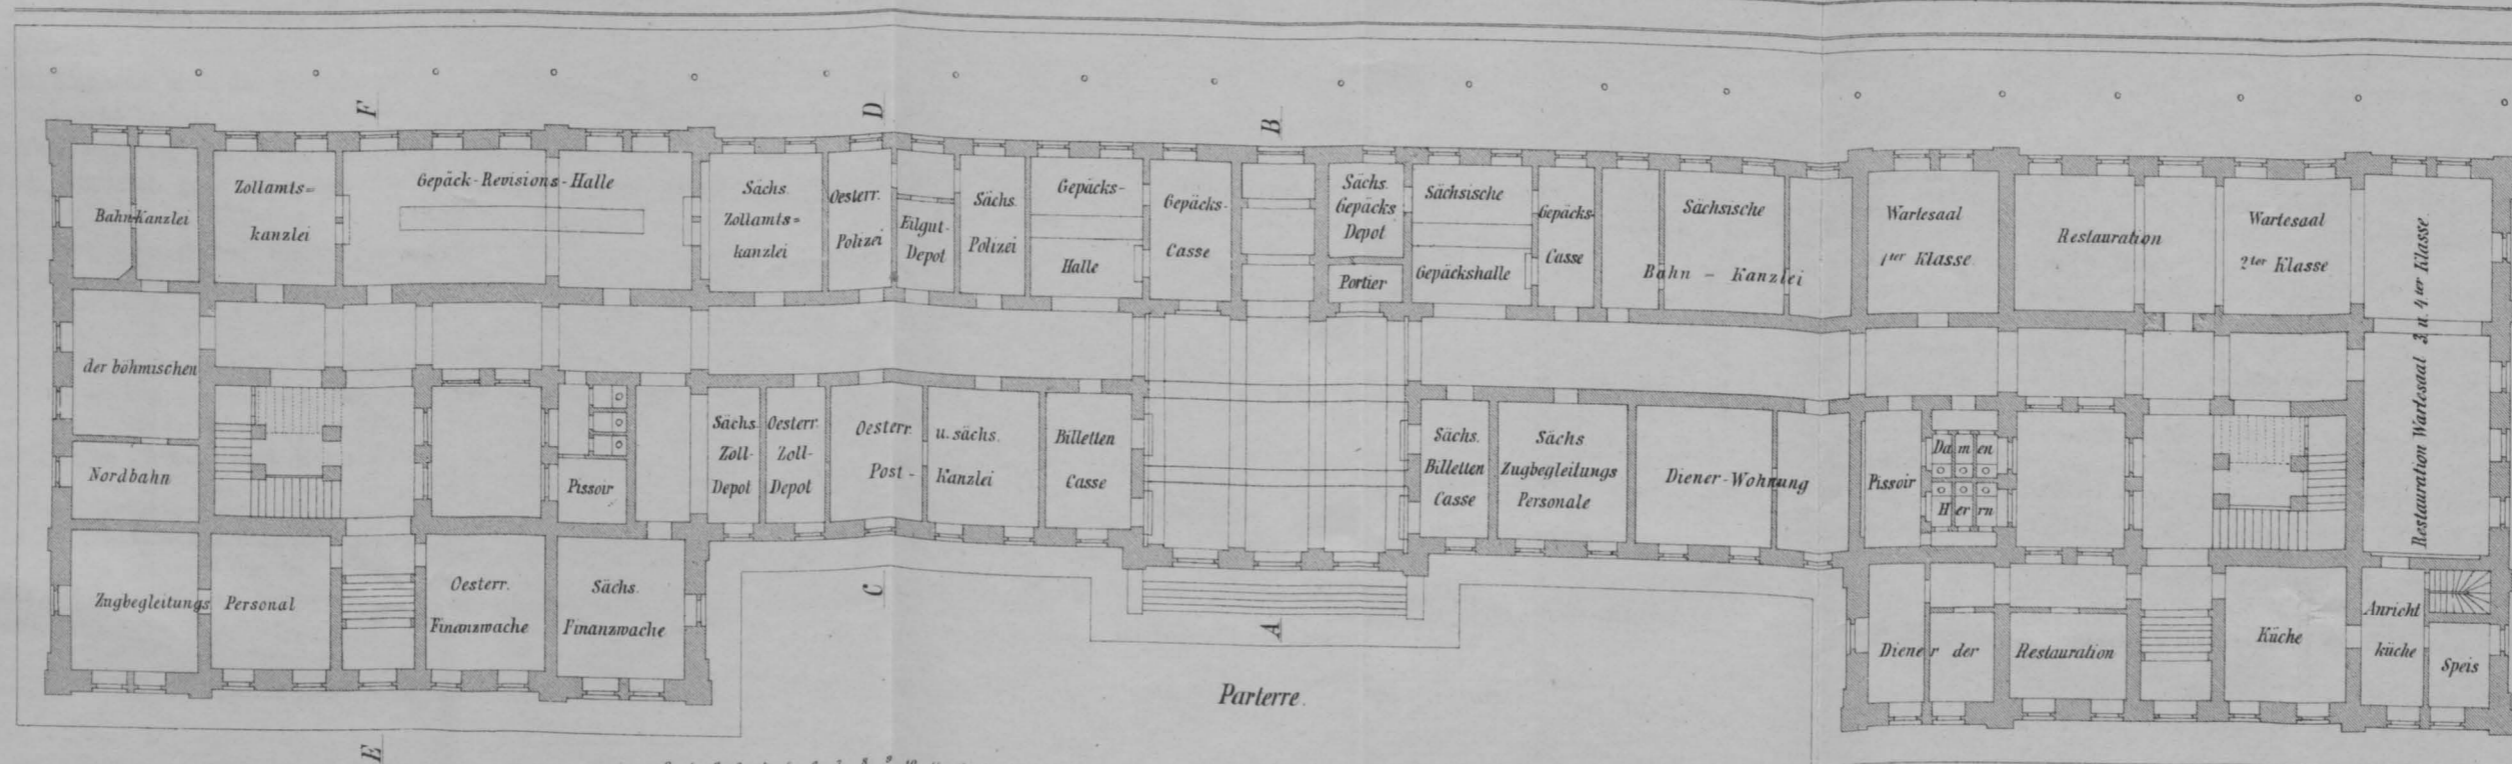 F
D
B
Bahn-Kanzlei
Zollamts=
kanzlei
Gepäck-Revisions-Halle
Sächs.
Zollamts=
kanzlei
Oesterr.
Polizei
Eilgut-
Depot
Sächs.
Polizei
Gepäcks-
Halle
Gepäcks-
Casse
Sächs.
Gepäcks
Depot
Portier
Sächsische
Gepäckshalle
Gepäcks-
Casse
Sächsische
Bahn - Kanzlei
Wartesaal
1ter Klasse
Restauration
Wartesaal
2ter Klasse
Restauration Wartesaal 3 u. 4ter Klasse.
der böhmischen
Nordbahn
Pissoir
Sächs.
Zoll-
Depot
Oesterr.
Zoll-
Depot
Oesterr. u. sächs.
Post - Kanzlei
Billetten
Casse
Sächs.
Billetten
Casse
Sächs
Zugbegleitungs
Personale
Diener-Wohnung
Pissoir
Damen
Herrn
Zugbegleitungs Personal
Oesterr.
Finanzwache
Sächs.
Finanzwache
Diener der Restauration
Küche
Anricht
küche
Speis
E
C
A
Parterre.